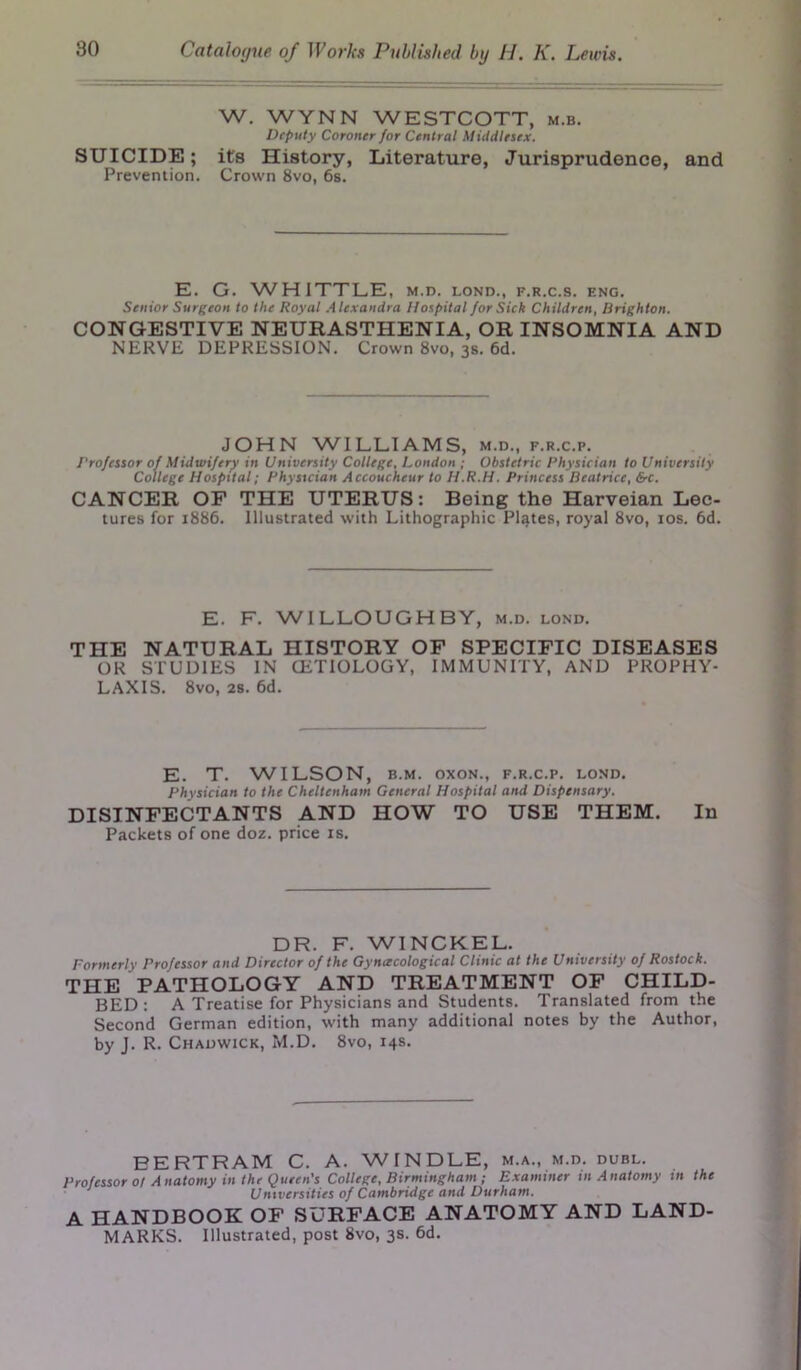 30 Catalogue of Works Published by H. K. Lewis.
W. WYNN WESTCOTT, M.B.
Deputy Coroner for Central Middlesex.
SUICIDE; its History, Literature, Jurisprudence, and
Prevention. Crown 8vo, 6s.
E. G. WHITTLE, M.D. LOND., F.R.C.S. ENG.
Senior Surgeon to the Royal Alexandra Hospital for Sick Children, Brighton.
CONGESTIVE NEURASTHENIA, OR INSOMNIA AND
NERVE DEPRESSION. Crown 8vo, 3s. 6d.
JOHN WILLIAMS, M.D., F.R.C.P.
Professor of Midwifery in University College, London; Obstetric Physician to University
College Hospital; Physician Accoucheur to H.R.H. Princess Beatrice, &c.
CANCER OF THE UTERUS: Being the Harveian Lec-
tures for 1886. Illustrated with Lithographic Plates, royal 8vo, 10s. 6d.
E. F. WILLOUGHBY, M.D. LOND.
THE NATURAL HISTORY OF SPECIFIC DISEASES
OR STUDIES IN ŒTIOLOGY, IMMUNITY, AND PROPHY-
LAXIS. 8vo, 2s. 6d.
E. T. WILSON, B.M. OXON., F.R.C.P. LOND.
Physician to the Cheltenham General Hospital and Dispensary.
DISINFECTANTS AND HOW TO USE THEM. In
Packets of one doz. price 1s.
DR. F. WINCKEL.
Formerly Professor and Director of the Gynæcological Clinic at the University of Rostock.
THE PATHOLOGY AND TREATMENT OF CHILD-
BED: A Treatise for Physicians and Students. Translated from the
Second German edition, with many additional notes by the Author,
by J. R. CHADWICK, M.D. 8vo, 14s.
BERTRAM C. A. WINDLE, M.A., M.D. DUBL.
Professor of Anatomy in the Queen's College, Birmingham; Examiner in Anatomy in the
Universities of Cambridge and Durham.
A HANDBOOK OF SURFACE ANATOMY AND LAND-
MARKS. Illustrated, post 8vo, 3s. 6d.